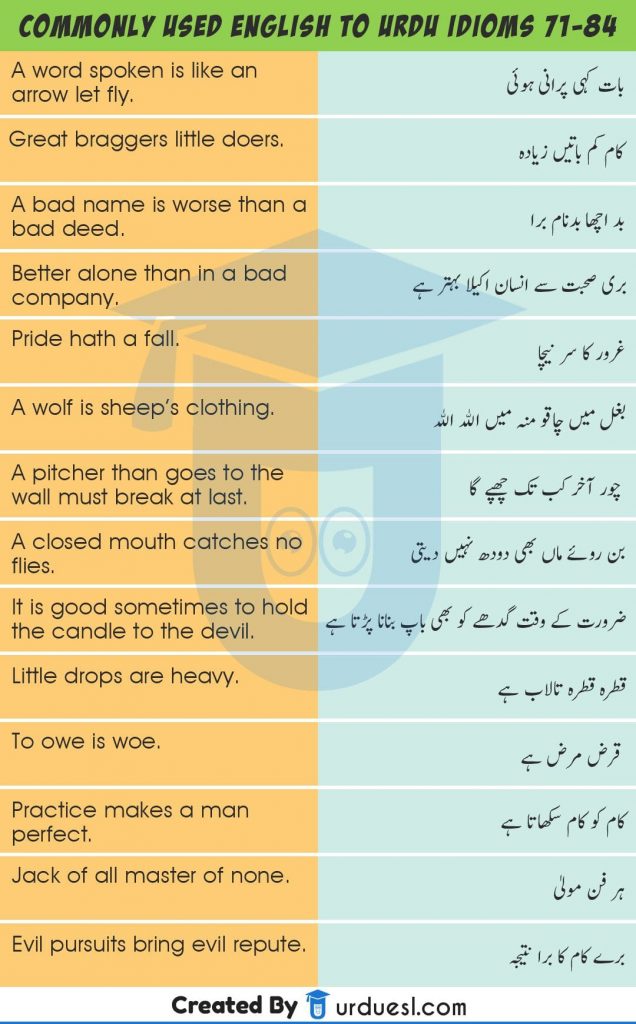 COMMONLY USED ENGLISH TO URDU IDIOMS 71-84
A word spoken is like an
arrow let fly.
بات کہی پرانی ہوئی
Great braggers little doers.
کام کم باتیں زیادہ
A bad name is worse than a
bad deed.
بد اچھا بدنام برا
Better alone than in a bad
company.
بری صحبت سے انسان اکیلا بہتر ہے
Pride hath a fall.
غرور کا سر نیچا
A wolf is sheep's clothing.
بغل میں چاقو منہ میں اللہ اللہ
A pitcher than goes to the
wall must break at last.
چور آخر کب تک چھپے گا
A closed mouth catches no
flies.
بن روئے ماں بھی دودھ نہیں دیتی
It is good sometimes to hold
the candle to the devil.
ضرورت کے وقت گدھے کو بھی باپ بنانا پڑتا ہے
Little drops are heavy.
قطرہ قطرہ تالاب ہے
To owe is woe.
قرض مرض ہے
Practice makes a man
perfect.
کام کو کام سکھاتا ہے
Jack of all master of none.
ہر فن مولیٰ
Evil pursuits bring evil repute.
برے کام کا برا نتیجہ
Created By urduesl.com